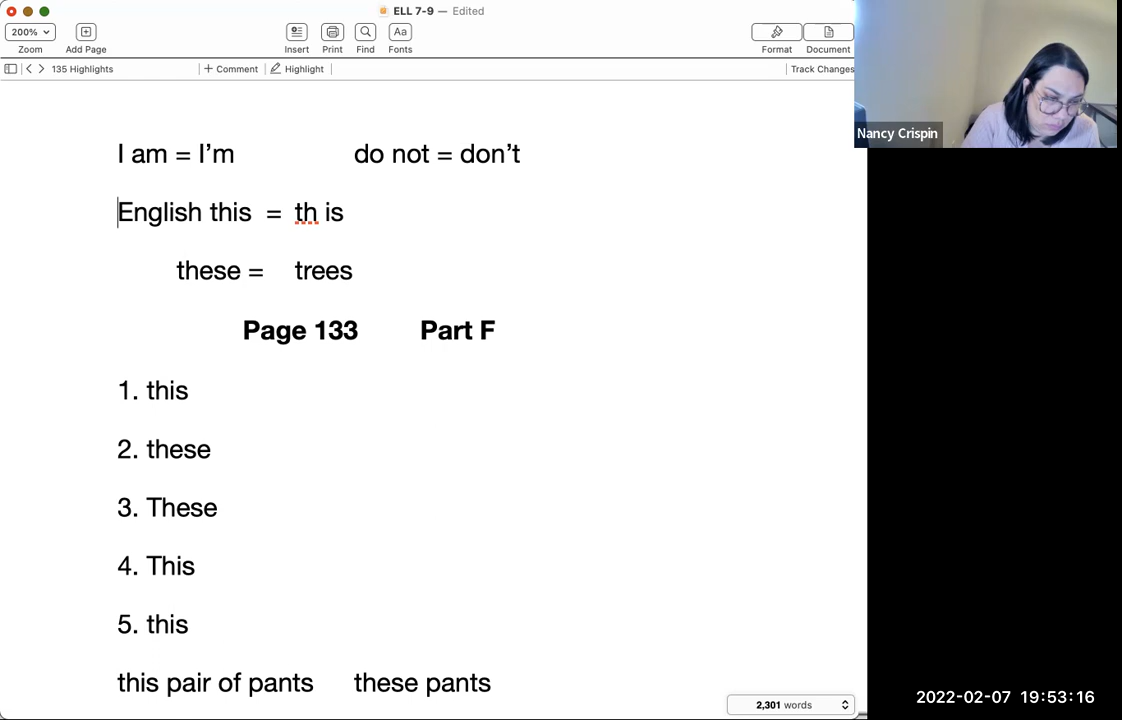 ELL 7-9 — Edited
200%
Zoom
Add Page
Insert
Print
Find
Fonts
Format
Document
135 Highlights
+ Comment
Highlight
Track Changes
Nancy Crispin
I am = I’m do not = don’t
English this = th is
these = trees
Page 133 Part F
1. this
2. these
3. These
4. This
5. this
this pair of pants these pants
2,301 words
2022-02-07 19:53:16